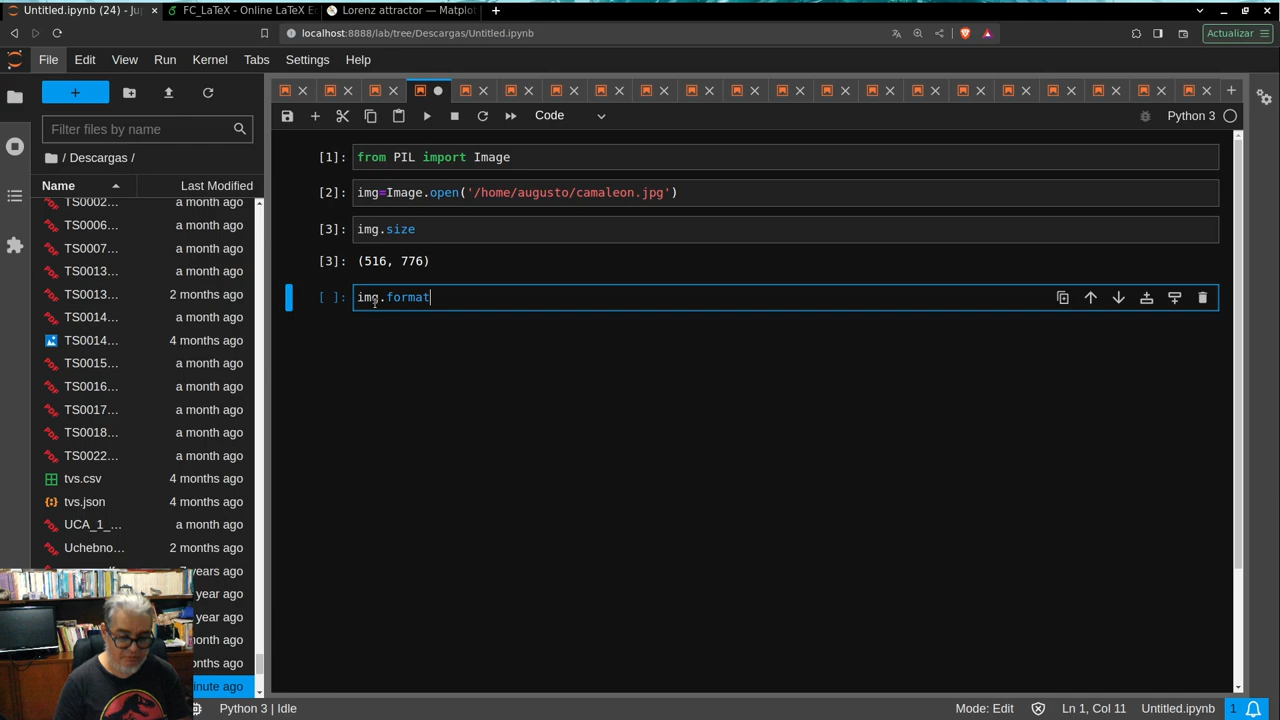 Untitled.ipynb (24) - Ju
FC_LaTeX - Online LaTeX E
Lorenz attractor — Matplot
localhost:8888/lab/tree/Descargas/Untitled.ipynb
Actualizar
File Edit View Run Kernel Tabs Settings Help
Code
Python 3
Filter files by name
/ Descargas /
Name Last Modified
TS0002... a month ago
TS0006... a month ago
TS0007... a month ago
TS0013... a month ago
TS0013... 2 months ago
TS0014... a month ago
TS0014... 4 months ago
TS0015... a month ago
TS0016... a month ago
TS0017... a month ago
TS0018... a month ago
TS0022... a month ago
tvs.csv 4 months ago
tvs.json 4 months ago
UCA_1_... a month ago
Uchebno... 2 months ago
years ago
year ago
year ago
month ago
onths ago
inute ago
[1]: from PIL import Image
[2]: img=Image.open('/home/augusto/camaleon.jpg')
[3]: img.size
[3]: (516, 776)
[ ]: img.format
Python 3 | Idle
Mode: Edit
Ln 1, Col 11
Untitled.ipynb
1